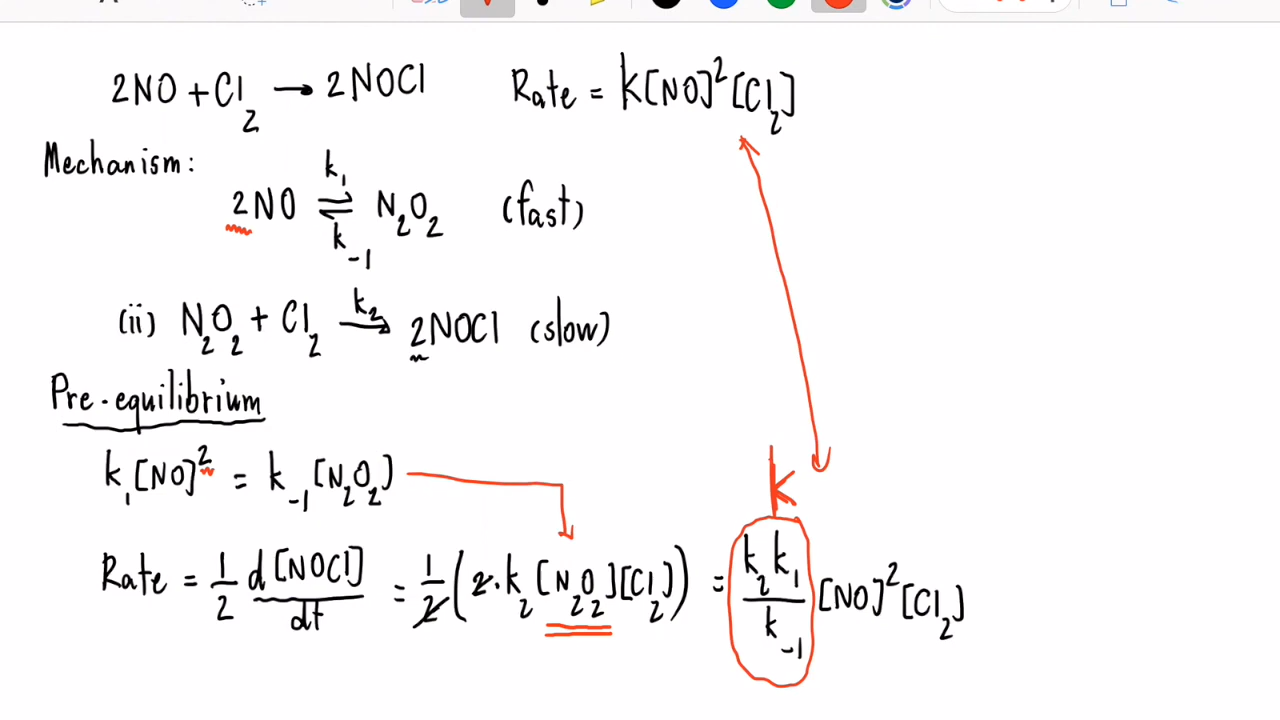 2NO + Cl₂ → 2NOCl Rate = k[NO]²[Cl₂]
Mechanism:
2NO ⇌ N₂O₂ (fast) k₁ k₋₁
(ii) N₂O₂ + Cl₂ →k₂ 2NOCl (slow)
Pre-equilibrium
k₁[NO]² = k₋₁[N₂O₂]
k
Rate = 1/2 d[NOCl]/dt = 1/2 (2·k₂[N₂O₂][Cl₂]) = k₂k₁/k₋₁ [NO]²[Cl₂]